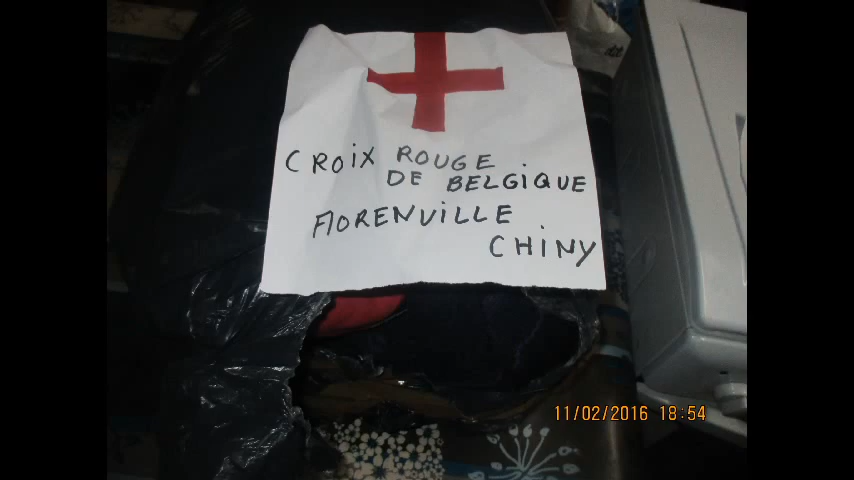 CROIX ROUGE
DE BELGIQUE
FLORENVILLE
CHINY
11/02/2016 18:54